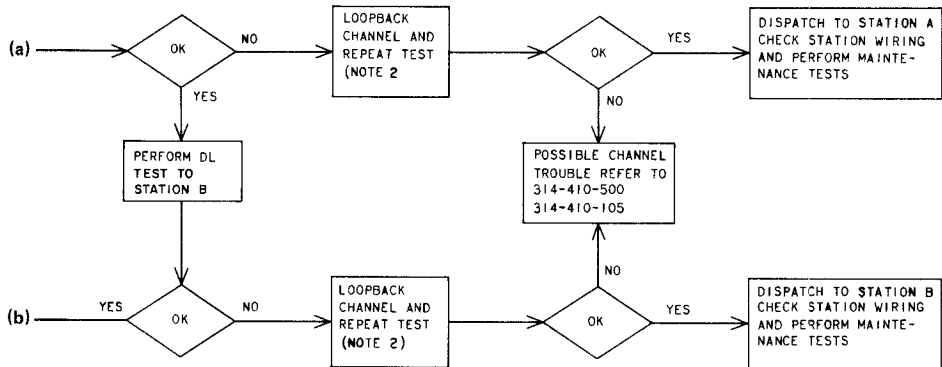 (a)
OK
NO
YES
LOOPBACK
CHANNEL AND
REPEAT TEST
(NOTE 2
OK
YES
NO
DISPATCH TO STATION A
CHECK STATION WIRING
AND PERFORM MAINTE-
NANCE TESTS
PERFORM DL
TEST TO
STATION B
POSSIBLE CHANNEL
TROUBLE REFER TO
314-410-500
314-410-105
(b)
YES
OK
NO
LOOPBACK
CHANNEL AND
REPEAT TEST
(NOTE 2)
NO
OK
YES
DISPATCH TO STATION B
CHECK STATION WIRING
AND PERFORM MAINTE-
NANCE TESTS